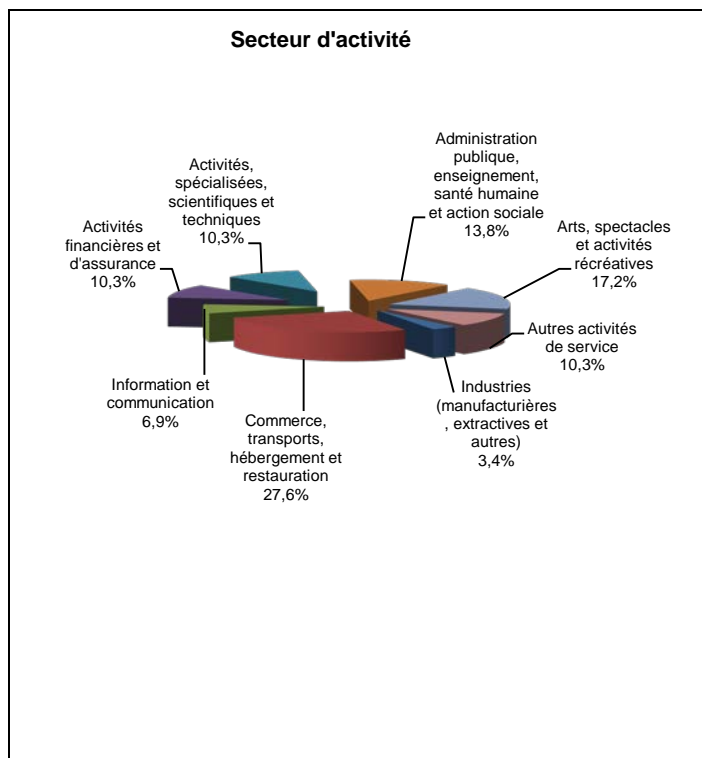 Secteur d'activité
Administration
publique,
enseignement,
santé humaine
et action sociale
13,8%
Activités,
spécialisées,
scientifiques et
techniques
10,3%
Activités
financières et
d'assurance
10,3%
Arts, spectacles
et activités
récréatives
17,2%
Autres activités
de service
10,3%
Information et
communication
6,9%
Commerce,
transports,
hébergement et
restauration
27,6%
Industries
(manufacturières
, extractives et
autres)
3,4%